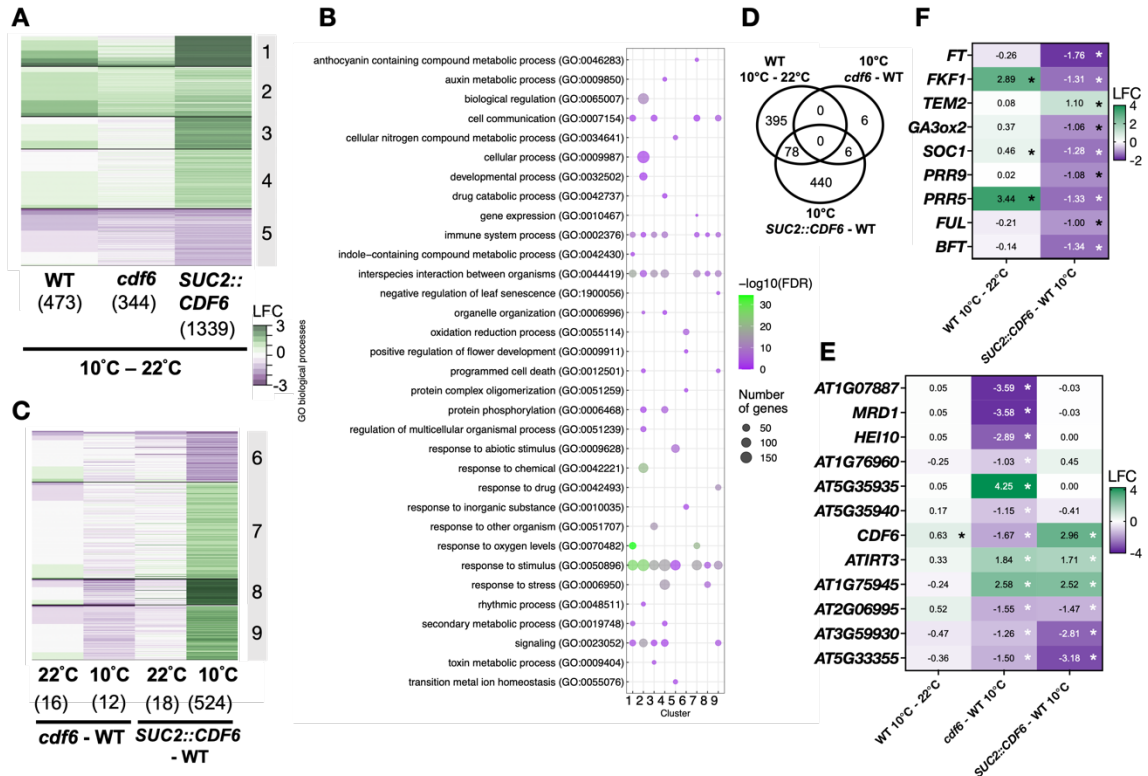 A
1
2
3
4
5
WT
(473)
cdf6
(344)
SUC2::
CDF6
(1339)
10˚C – 22˚C
LFC
3
0
-3
B
GO biological processes
anthocyanin containing compound metabolic process (GO:0046283)
auxin metabolic process (GO:0009850)
biological regulation (GO:0065007)
cell communication (GO:0007154)
cellular nitrogen compound metabolic process (GO:0034641)
cellular process (GO:0009987)
developmental process (GO:0032502)
drug catabolic process (GO:0042737)
gene expression (GO:0010467)
immune system process (GO:0002376)
indole−containing compound metabolic process (GO:0042430)
interspecies interaction between organisms (GO:0044419)
negative regulation of leaf senescence (GO:1900056)
organelle organization (GO:0006996)
oxidation reduction process (GO:0055114)
positive regulation of flower development (GO:0009911)
programmed cell death (GO:0012501)
protein complex oligomerization (GO:0051259)
protein phosphorylation (GO:0006468)
regulation of multicellular organismal process (GO:0051239)
response to abiotic stimulus (GO:0009628)
response to chemical (GO:0042221)
response to drug (GO:0042493)
response to inorganic substance (GO:0010035)
response to other organism (GO:0051707)
response to oxygen levels (GO:0070482)
response to stimulus (GO:0050896)
response to stress (GO:0006950)
rhythmic process (GO:0048511)
secondary metabolic process (GO:0019748)
signaling (GO:0023052)
toxin metabolic process (GO:0009404)
transition metal ion homeostasis (GO:0055076)
1 2 3 4 5 6 7 8 9
Cluster
−log10(FDR)
30
20
10
0
Number
of genes
50
100
150
C
6
7
8
9
22˚C 10˚C 22˚C 10˚C
(16) (12) (18) (524)
cdf6 - WT
SUC2::CDF6
- WT
D
WT
10°C - 22°C
10°C
cdf6 - WT
395
0
6
0
78
6
440
10°C
SUC2::CDF6 - WT
F
FT -0.26 -1.76 *
FKF1 2.89 * -1.31 *
TEM2 0.08 1.10 *
GA3ox2 0.37 -1.06 *
SOC1 0.46 * -1.28 *
PRR9 0.02 -1.08 *
PRR5 3.44 * -1.33 *
FUL -0.21 -1.00 *
BFT -0.14 -1.34 *
WT 10°C - 22°C
SUC2::CDF6 - WT 10°C
LFC
4
2
0
-2
E
AT1G07887 0.05 -3.59 * -0.03
MRD1 0.05 -3.58 * -0.03
HEI10 0.05 -2.89 * 0.00
AT1G76960 -0.25 -1.03 * 0.45
AT5G35935 0.05 4.25 * 0.00
AT5G35940 0.17 -1.15 * -0.41
CDF6 0.63 * -1.67 * 2.96 *
ATIRT3 0.33 1.84 * 1.71 *
AT1G75945 -0.24 2.58 * 2.52 *
AT2G06995 0.52 -1.55 * -1.47 *
AT3G59930 -0.47 -1.26 * -2.81 *
AT5G33355 -0.36 -1.50 * -3.18 *
WT 10°C - 22°C
cdf6 - WT 10°C
SUC2::CDF6 - WT 10°C
LFC
4
0
-4